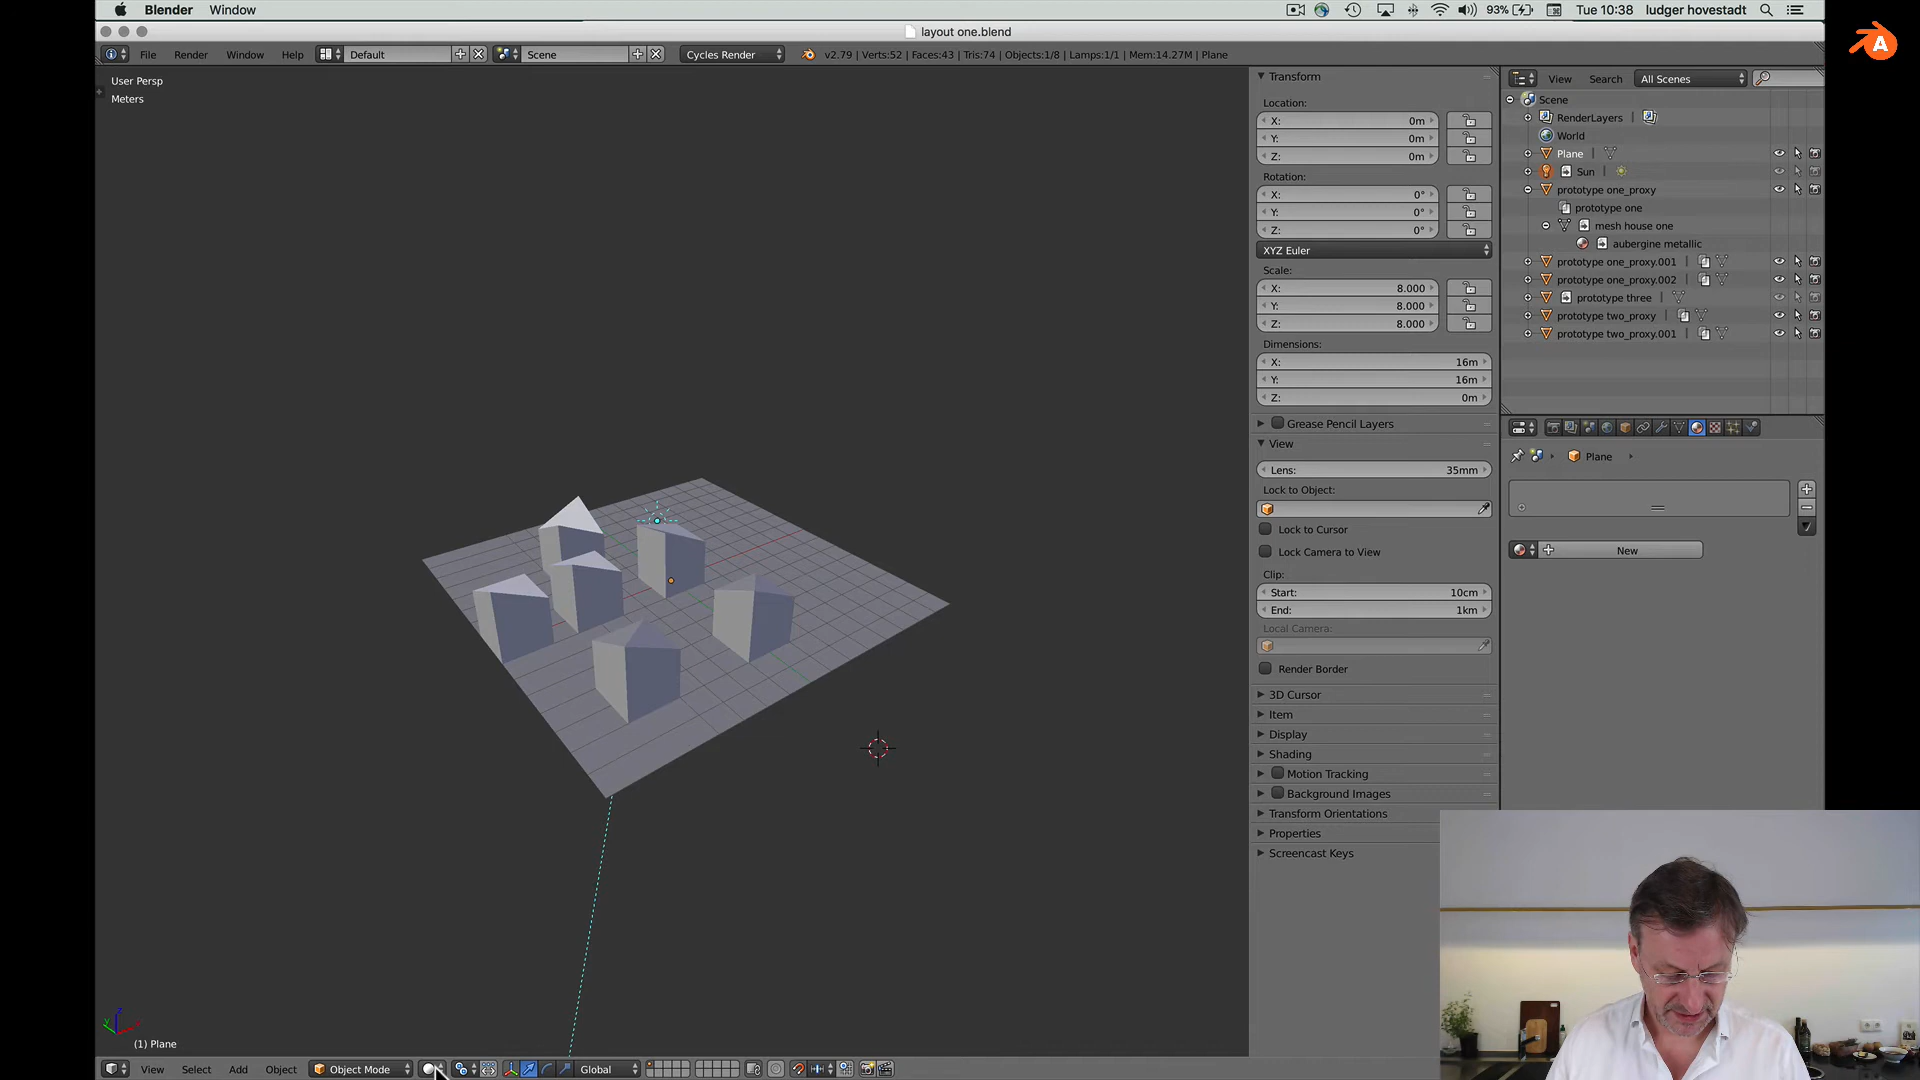 Blender Window
93% Tue 10:38 ludger hovestadt
layout one.blend
File Render Window Help Default Scene Cycles Render v2.79 | Verts:52 | Faces:43 | Tris:74 | Objects:1/8 | Lamps:1/1 | Mem:14.27M | Plane
User Persp
Meters
(1) Plane
View Select Add Object Object Mode Global
Transform
Location:
X: 0m
Y: 0m
Z: 0m
Rotation:
X: 0°
Y: 0°
Z: 0°
XYZ Euler
Scale:
X: 8.000
Y: 8.000
Z: 8.000
Dimensions:
X: 16m
Y: 16m
Z: 0m
Grease Pencil Layers
View
Lens: 35mm
Lock to Object:
Lock to Cursor
Lock Camera to View
Clip:
Start: 10cm
End: 1km
Local Camera:
Render Border
3D Cursor
Item
Display
Shading
Motion Tracking
Background Images
Transform Orientations
Properties
Screencast Keys
View Search All Scenes
Scene
RenderLayers
World
Plane
Sun
prototype one_proxy
prototype one
mesh house one
aubergine metallic
prototype one_proxy.001
prototype one_proxy.002
prototype three
prototype two_proxy
prototype two_proxy.001
Plane
New
A